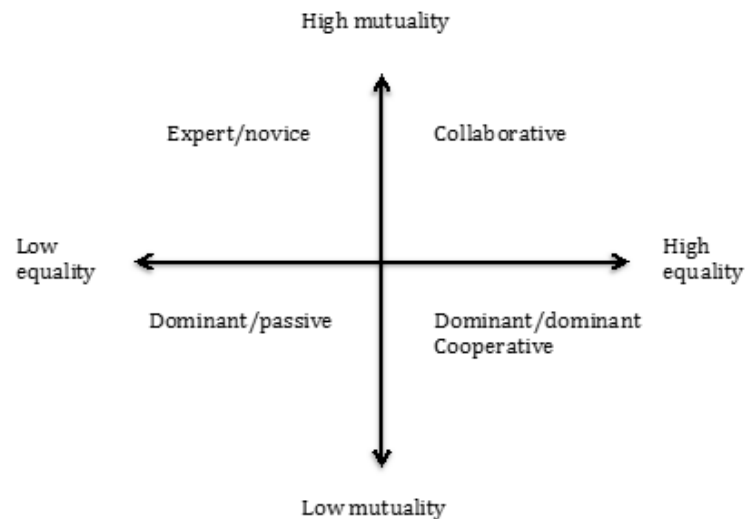 High mutuality
Expert/novice
Collaborative
Low
equality
High
equality
Dominant/passive
Dominant/dominant
Cooperative
Low mutuality